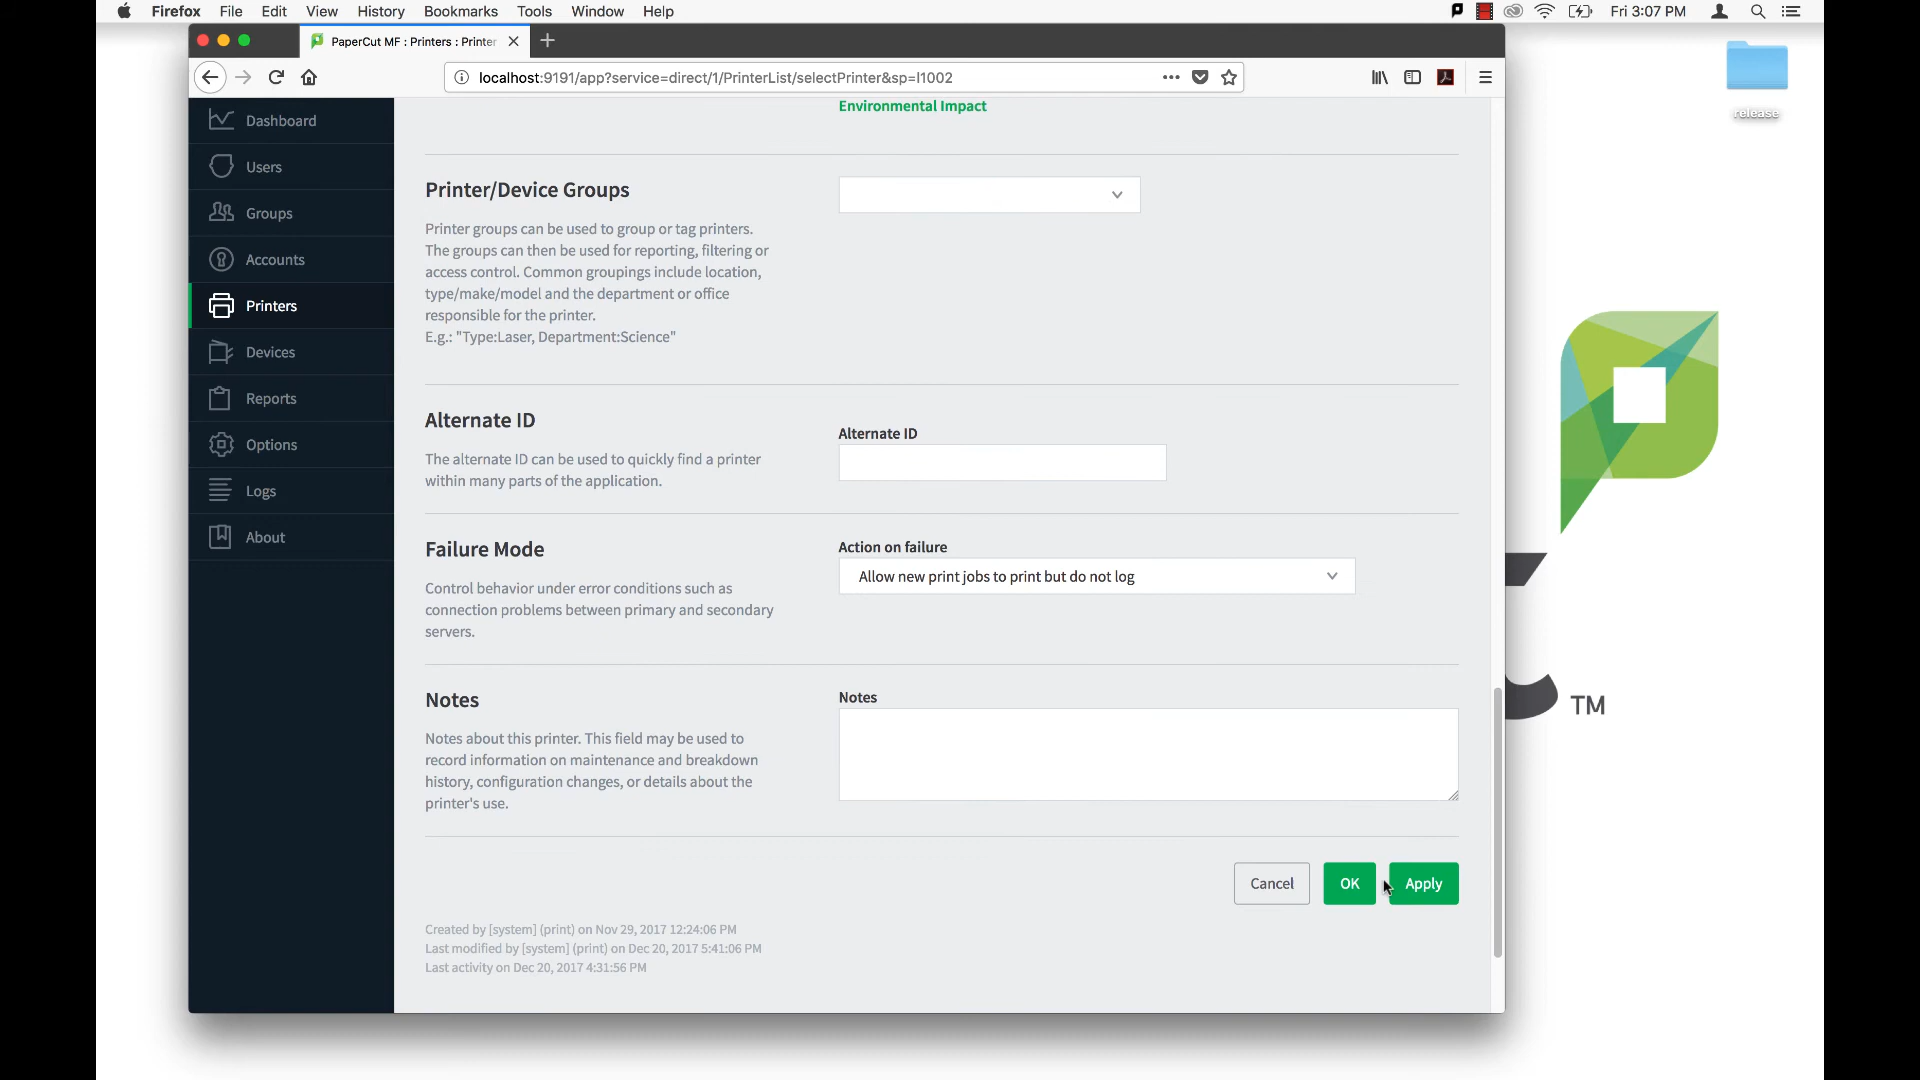 Firefox File Edit View History Bookmarks Tools Window Help Fri 3:07 PM
PaperCut MF : Printers : Printer
localhost:9191/app?service=direct/1/PrinterList/selectPrinter&sp=l1002
release
Dashboard
Users
Groups
Accounts
Printers
Devices
Reports
Options
Logs
About
Environmental Impact
Printer/Device Groups
Printer groups can be used to group or tag printers.
The groups can then be used for reporting, filtering or
access control. Common groupings include location,
type/make/model and the department or office
responsible for the printer.
E.g.: "Type:Laser, Department:Science"
Alternate ID
The alternate ID can be used to quickly find a printer
within many parts of the application.
Alternate ID
Failure Mode
Control behavior under error conditions such as
connection problems between primary and secondary
servers.
Action on failure
Allow new print jobs to print but do not log
Notes
Notes about this printer. This field may be used to
record information on maintenance and breakdown
history, configuration changes, or details about the
printer's use.
Notes
Cancel OK Apply
Created by [system] (print) on Nov 29, 2017 12:24:06 PM
Last modified by [system] (print) on Dec 20, 2017 5:41:06 PM
Last activity on Dec 20, 2017 4:31:56 PM
TM